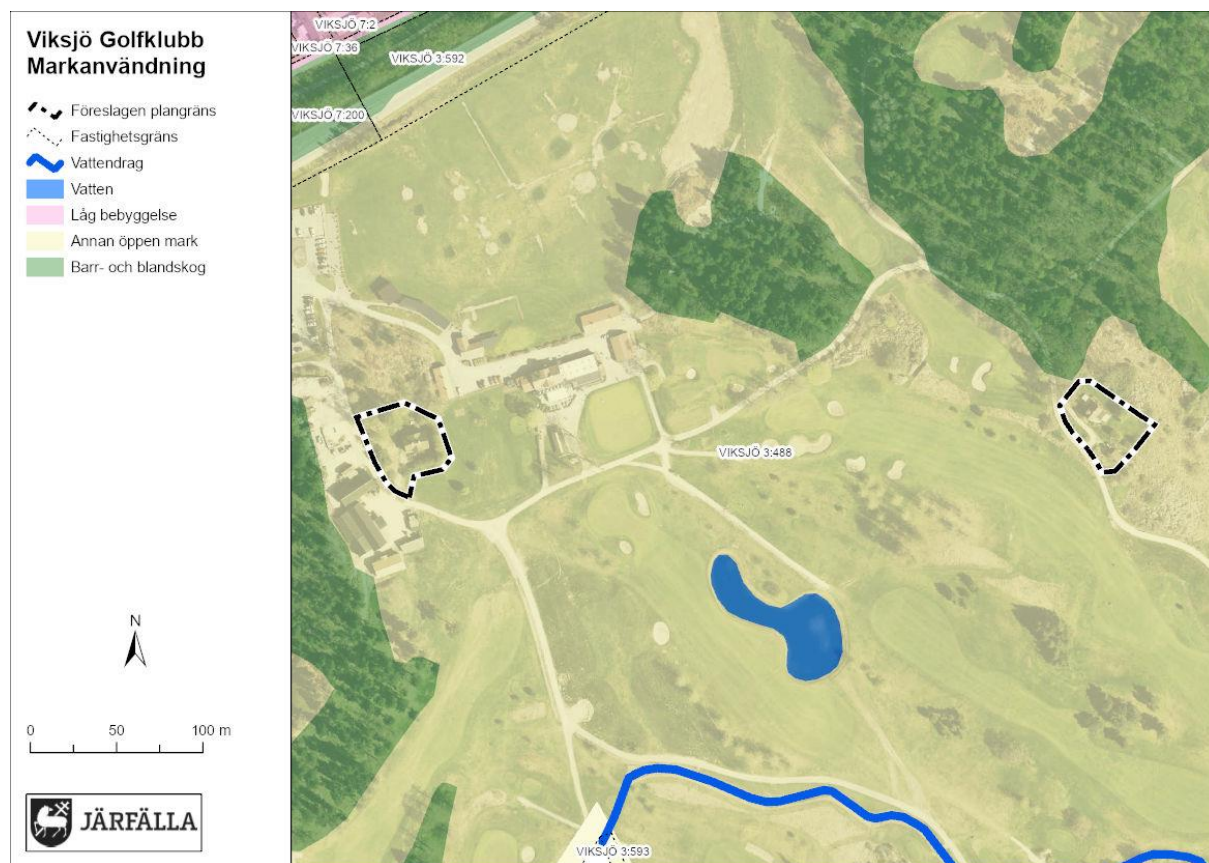 Viksjö Golfklubb
Markanvändning
Föreslagen plangräns
Fastighetsgräns
Vattendrag
Vatten
Låg bebyggelse
Annan öppen mark
Barr- och blandskog
N
0 50 100 m
JÄRFÄLLA
VIKSJÖ 7:2
VIKSJÖ 7:36
VIKSJÖ 3:592
VIKSJÖ 7:200
VIKSJÖ 3:488
VIKSJÖ 3:593